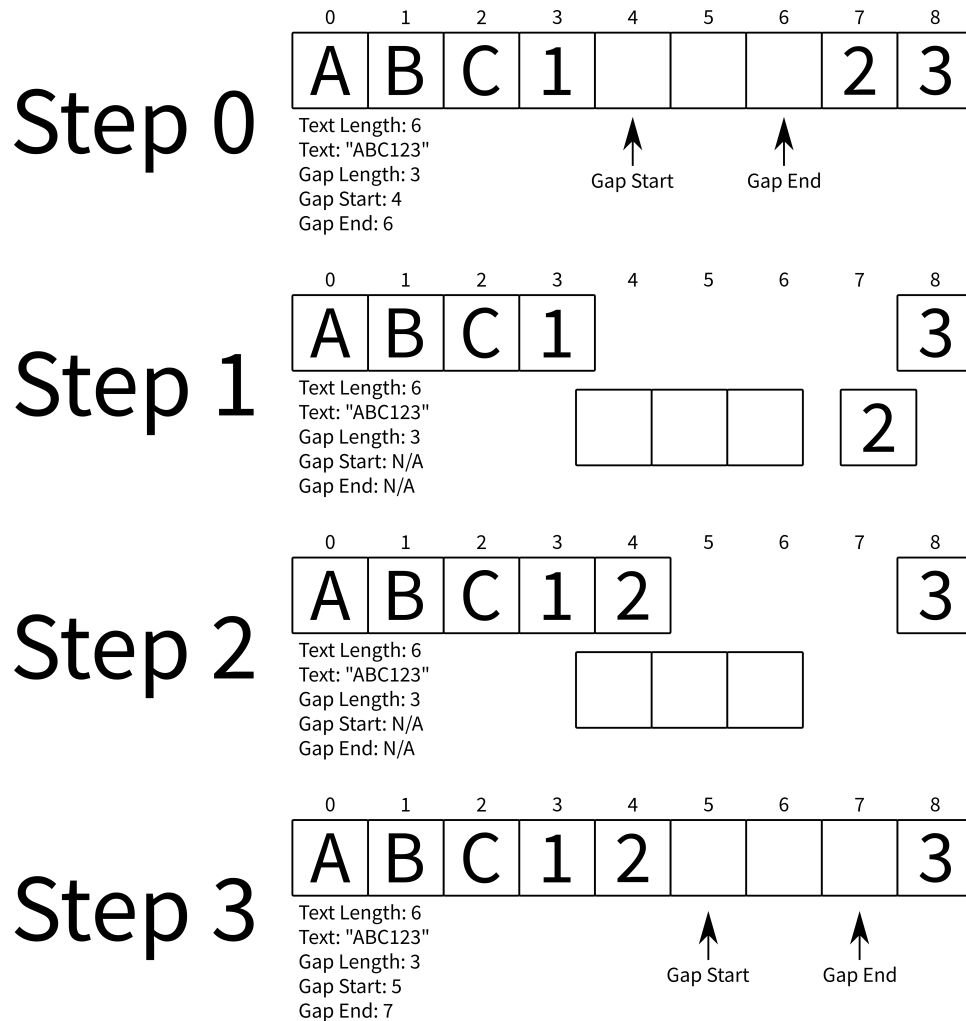 0 1 2 3 4 5 6 7 8
Step 0
A B C 1 2 3
Text Length: 6
Text: "ABC123"
Gap Length: 3
Gap Start: 4
Gap End: 6
Gap Start Gap End
0 1 2 3 4 5 6 7 8
Step 1
A B C 1 3
2
Text Length: 6
Text: "ABC123"
Gap Length: 3
Gap Start: N/A
Gap End: N/A
0 1 2 3 4 5 6 7 8
Step 2
A B C 1 2 3
Text Length: 6
Text: "ABC123"
Gap Length: 3
Gap Start: N/A
Gap End: N/A
0 1 2 3 4 5 6 7 8
Step 3
A B C 1 2 3
Text Length: 6
Text: "ABC123"
Gap Length: 3
Gap Start: 5
Gap End: 7
Gap Start Gap End